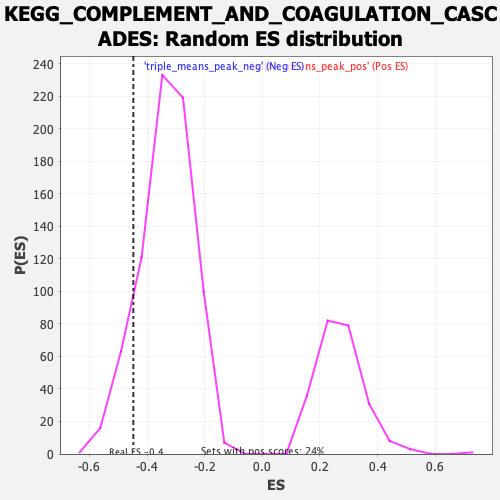 KEGG_COMPLEMENT_AND_COAGULATION_CASC
ADES: Random ES distribution
'triple_means_peak_neg' (Neg ES) ns_peak_pos' (Pos ES)
240
220
200
180
160
140
120
100
80
60
40
20
0
P(ES)
Real ES -0.4
Sets with pos scores: 24%
-0.6 -0.4 -0.2 0.0 0.2 0.4 0.6
ES